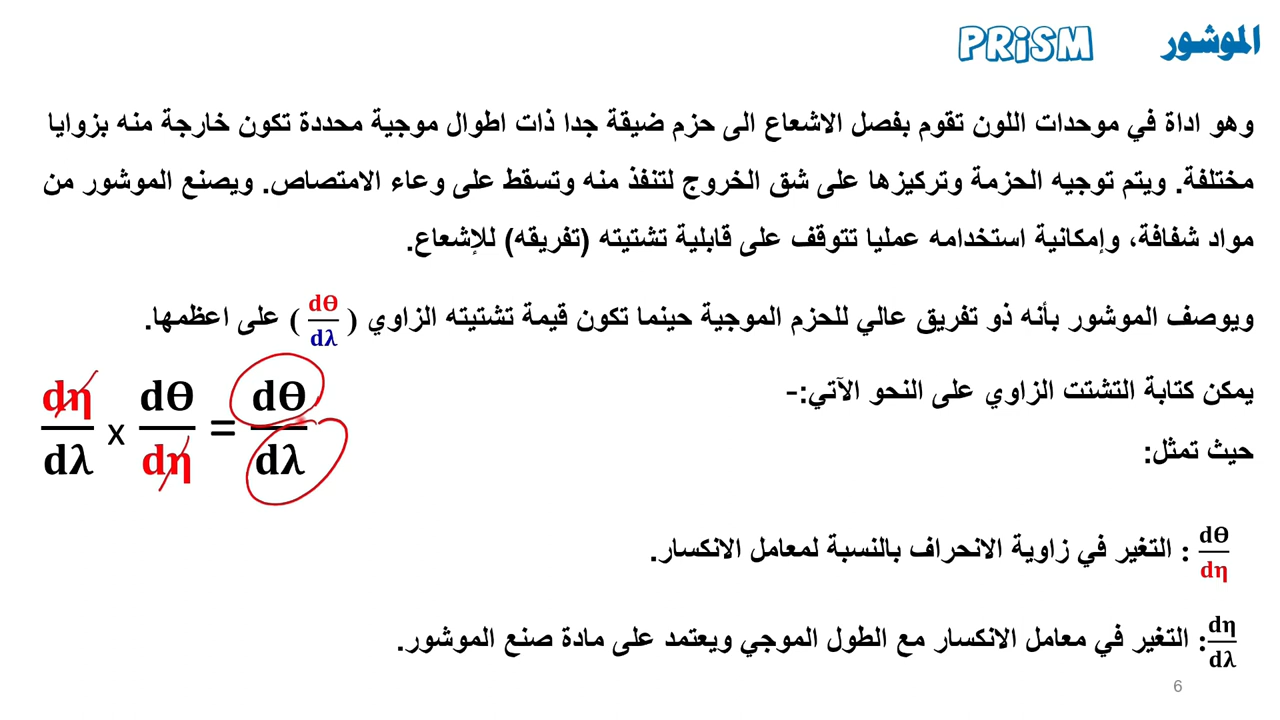 الموشور PRiSM
وهو اداة في موحدات اللون تقوم بفصل الاشعاع الى حزم ضيقة جدا ذات اطوال موجية محددة تكون خارجة منه بزوايا
مختلفة. ويتم توجيه الحزمة وتركيزها على شق الخروج لتنفذ منه وتسقط على وعاء الامتصاص. ويصنع الموشور من
مواد شفافة، وإمكانية استخدامه عمليا تتوقف على قابلية تشتيته (تفريقه) للإشعاع.
ويوصف الموشور بأنه ذو تفريق عالي للحزم الموجية حينما تكون قيمة تشتيته الزاوي ( dϴ/dλ ) على اعظمها.
يمكن كتابة التشتت الزاوي على النحو الآتي:-
dη/dλ x dϴ/dη = dϴ/dλ
حيث تمثل:
dϴ/dη : التغير في زاوية الانحراف بالنسبة لمعامل الانكسار.
dη/dλ: التغير في معامل الانكسار مع الطول الموجي ويعتمد على مادة صنع الموشور.
6